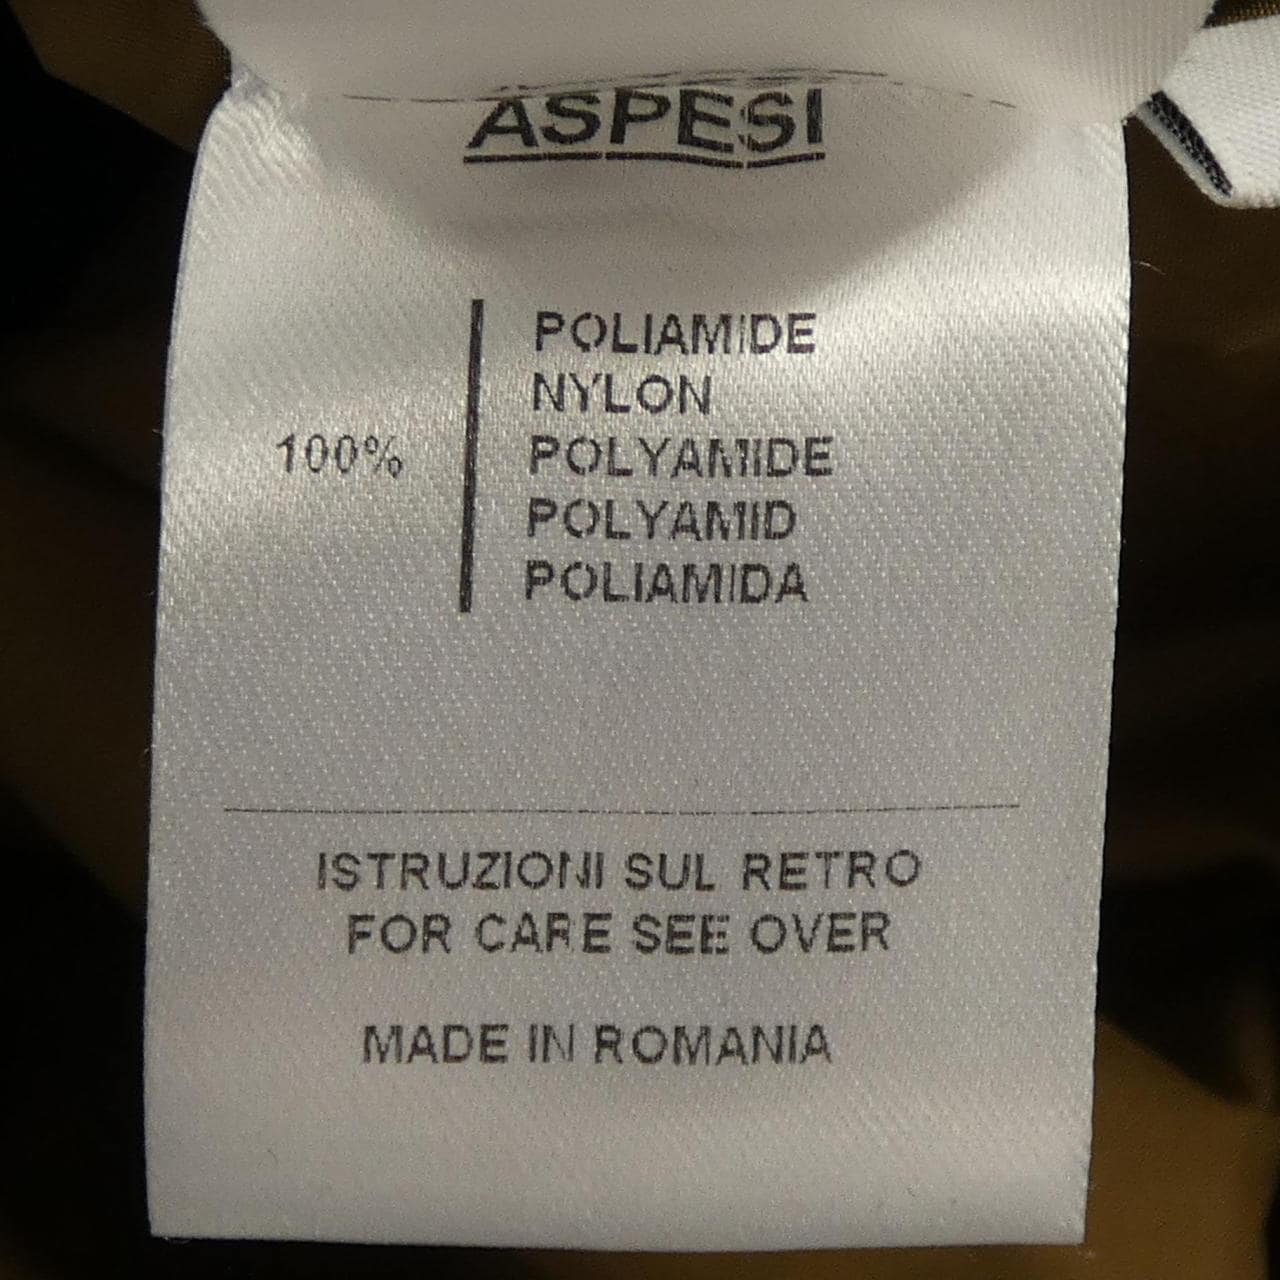 ASPESI
100%
POLIAMIDE
NYLON
POLYAMIDE
POLYAMID
POLIAMIDA
ISTRUZIONI SUL RETRO
FOR CARE SEE OVER
MADE IN ROMANIA